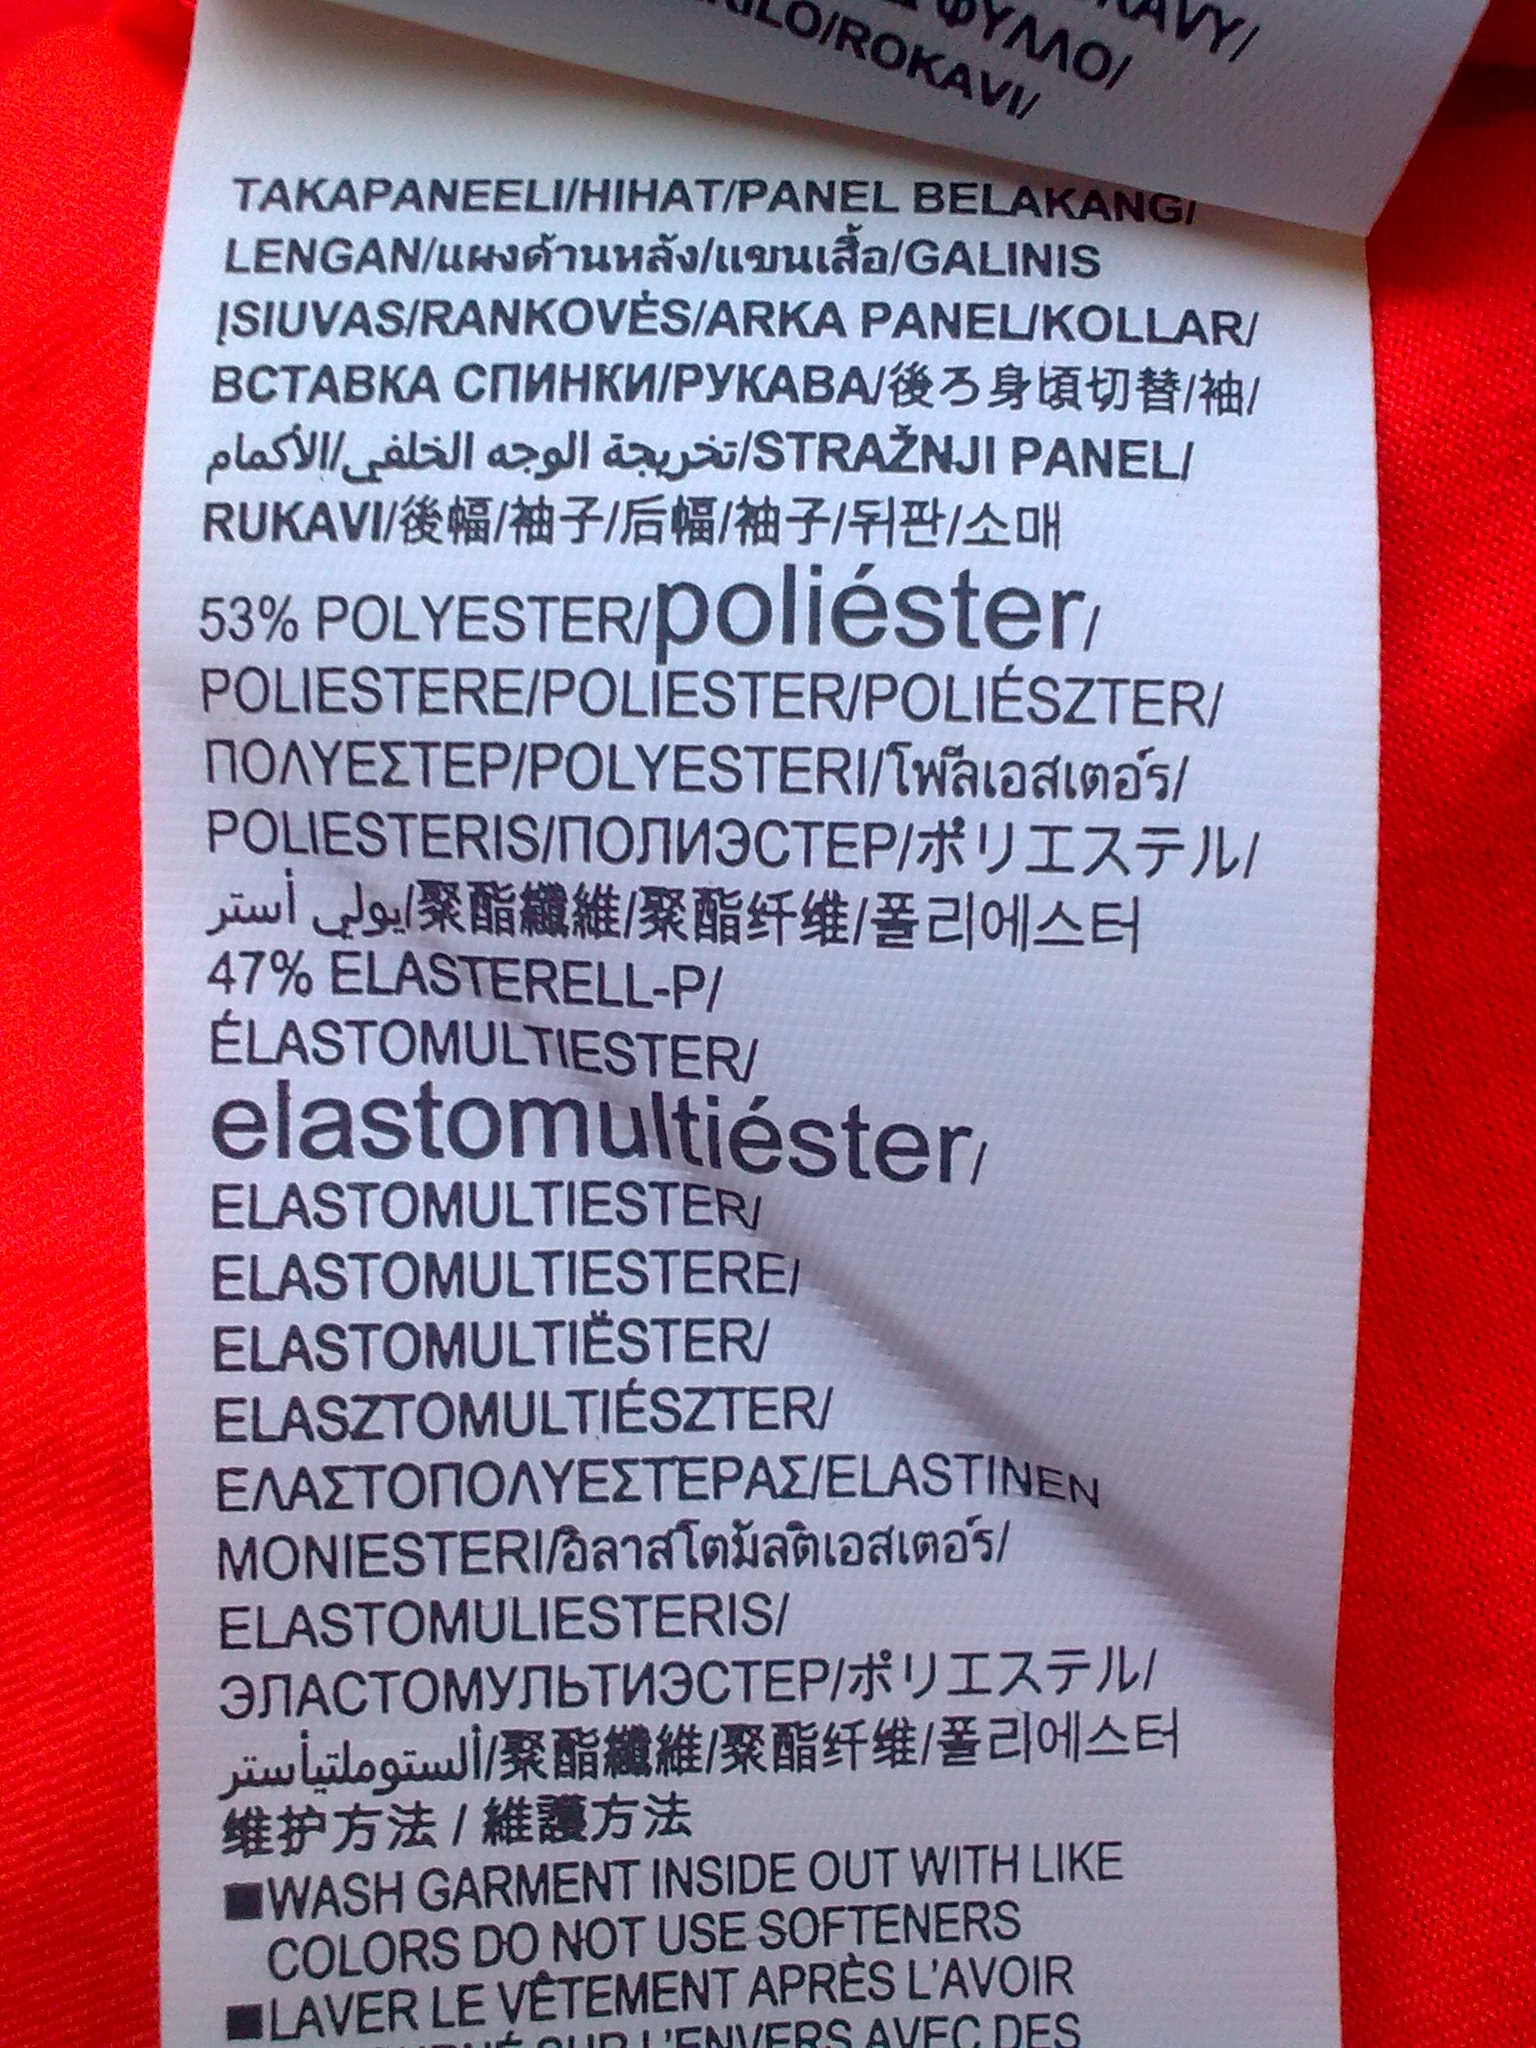 ROKAVI/
TAKAPANEELI/HIHAT/PANEL BELAKANG/
LENGAN/แผงด้านหลัง/แขนเสื้อ/GALINIS
ĮSIUVAS/RANKOVĖS/ARKA PANEL/KOLLAR/
ВСТАВКА СПИНКИ/РУКАВА/後ろ身頃切替/袖/
تخريجة الوجه الخلفي/الأكمام/STRAŽNJI PANEL/
RUKAVI/後幅/袖子/后幅/袖子/뒤판/소매
53% POLYESTER/poliéster/
POLIESTERE/POLIESTER/POLIÉSZTER/
ΠΟΛΥΕΣΤΕΡ/POLYESTERI/โพลีเอสเตอร์/
POLIESTERIS/ПОЛИЭСТЕР/ポリエステル/
يولي أستر/聚酯纖維/聚酯纤维/폴리에스터
47% ELASTERELL-P/
ÉLASTOMULTIESTER/
elastomultiéster/
ELASTOMULTIESTER/
ELASTOMULTIESTERE/
ELASTOMULTIËSTER/
ELASZTOMULTIÉSZTER/
ΕΛΑΣΤΟΠΟΛΥΕΣΤΕΡΑΣ/ELASTINEN
MONIESTERI/อิลาสโตมัลติเอสเตอร์/
ELASTOMULIESTERIS/
ЭЛАСТОМУЛЬТИЭСТЕР/ポリエステル/
ألستوملتيأستر/聚酯纖維/聚酯纤维/폴리에스터
维护方法 / 維護方法
■WASH GARMENT INSIDE OUT WITH LIKE
COLORS DO NOT USE SOFTENERS
■LAVER LE VÊTEMENT APRÈS L'AVOIR
SUR L'ENVERS AVEC DES